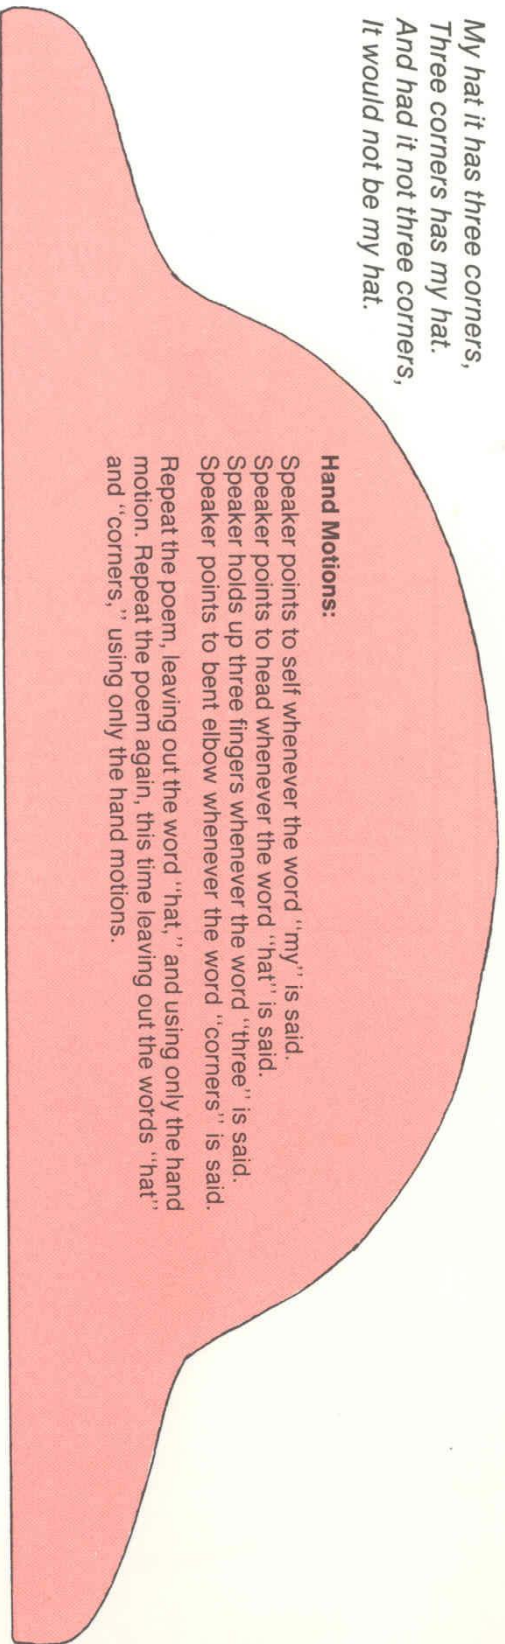 My hat it has three corners,
Three corners has my hat.
And had it not three corners,
It would not be my hat.
Hand Motions:
Speaker points to self whenever the word "my" is said.
Speaker points to head whenever the word "hat" is said.
Speaker holds up three fingers whenever the word "three" is said.
Speaker points to bent elbow whenever the word "corners" is said.
Repeat the poem, leaving out the word "hat," and using only the hand
motion. Repeat the poem again, this time leaving out the words "hat"
and "corners," using only the hand motions.